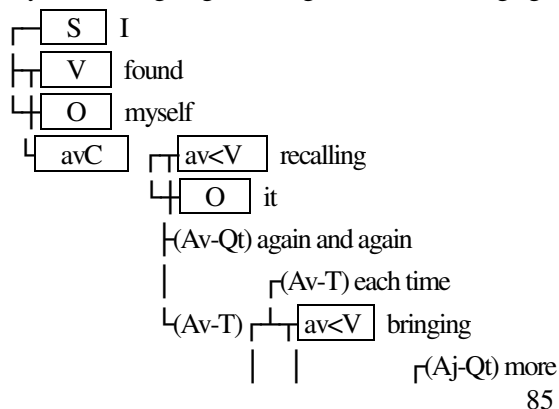 S I
V found
O myself
avC av<V recalling
O it
(Av-Qt) again and again
(Av-T) each time
(Av-T) av<V bringing
(Aj-Qt) more
85